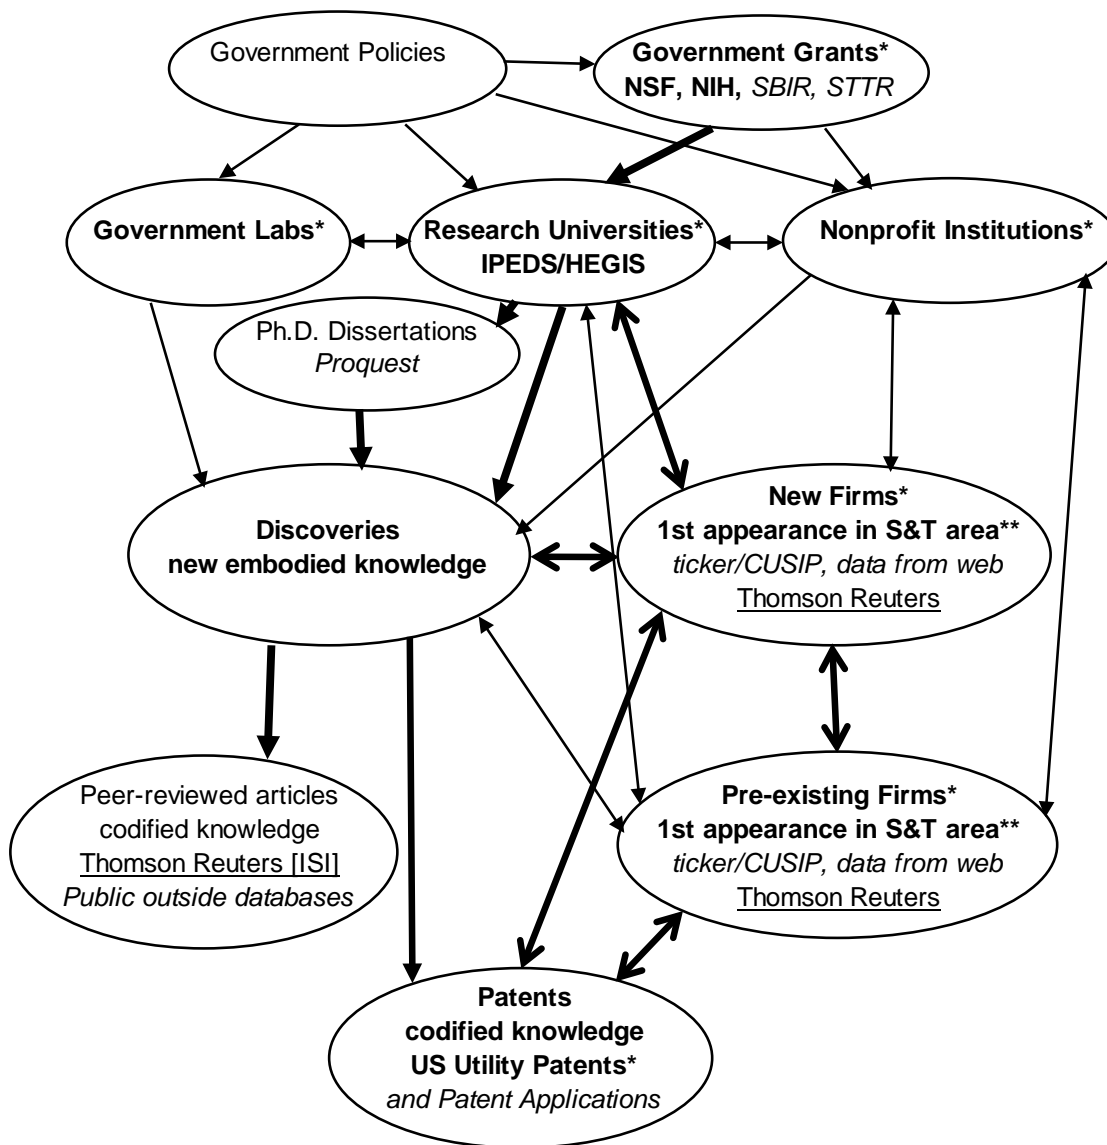 Government Policies
Government Grants*
NSF, NIH, SBIR, STTR
Government Labs*
Research Universities*
IPEDS/HEGIS
Nonprofit Institutions*
Ph.D. Dissertations
Proquest
Discoveries
new embodied knowledge
New Firms*
1st appearance in S&T area**
ticker/CUSIP, data from web
Thomson Reuters
Peer-reviewed articles
codified knowledge
Thomson Reuters [ISI]
Public outside databases
Pre-existing Firms*
1st appearance in S&T area**
ticker/CUSIP, data from web
Thomson Reuters
Patents
codified knowledge
US Utility Patents*
and Patent Applications